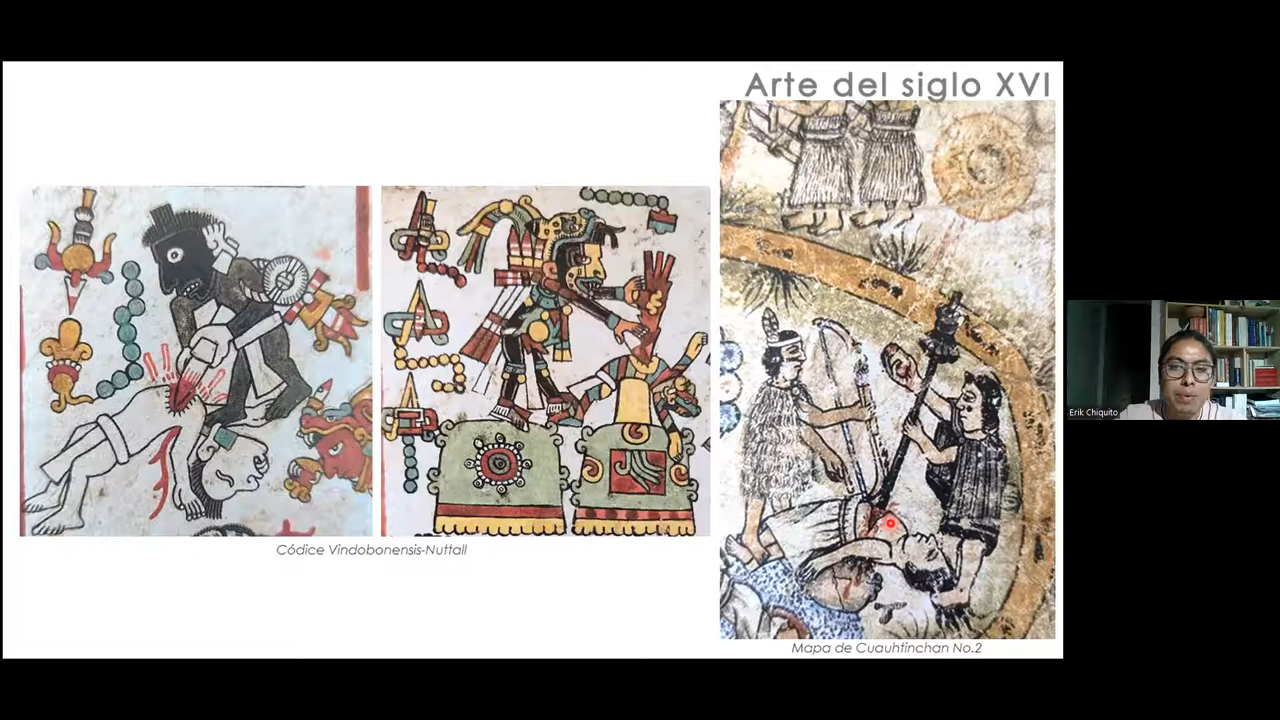 Arte del siglo XVI
Códice Vindobonensis-Nuttall
Mapa de Cuauhtinchan No.2
Erik Chiquito